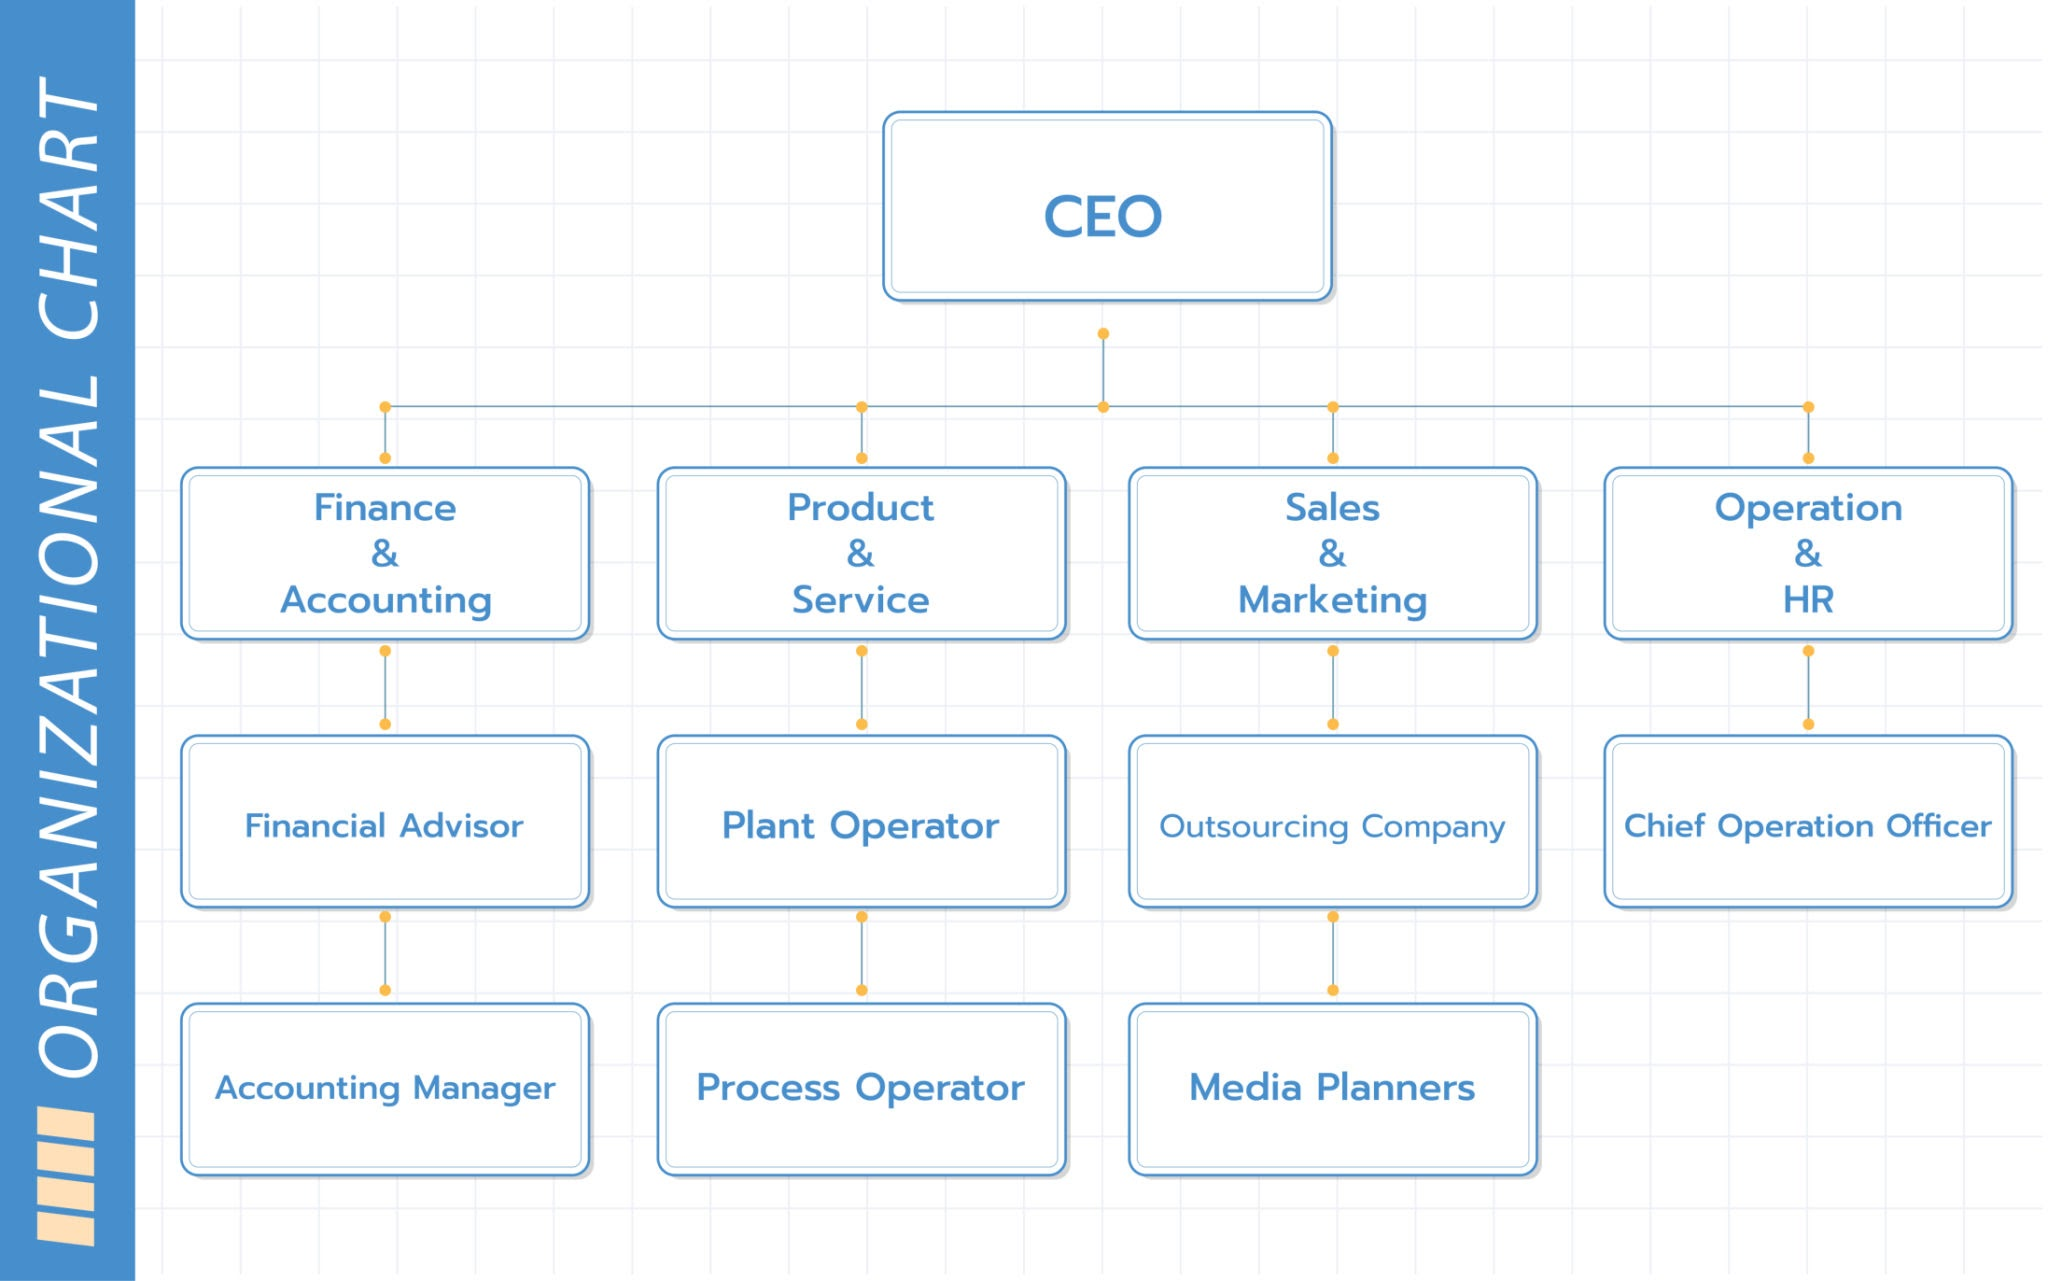 ORGANIZATIONAL CHART
CEO
Finance
&
Accounting
Product
&
Service
Sales
&
Marketing
Operation
&
HR
Financial Advisor
Plant Operator
Outsourcing Company
Chief Operation Officer
Accounting Manager
Process Operator
Media Planners